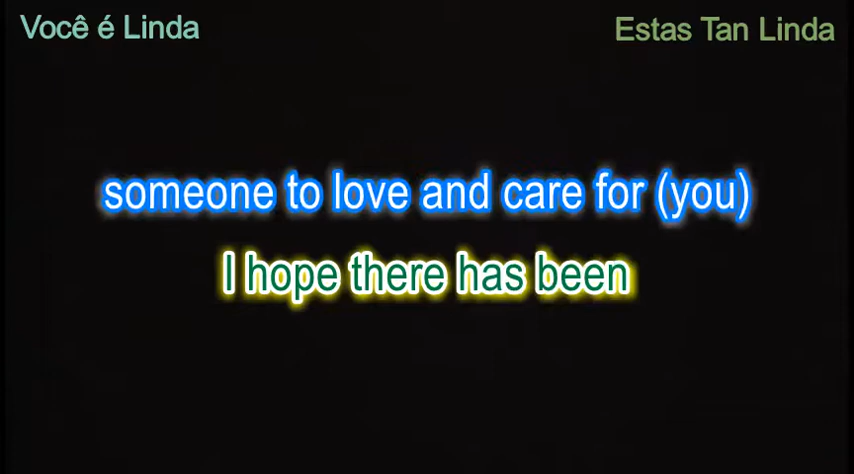 Você é Linda
Estas Tan Linda
someone to love and care for (you)
I hope there has been